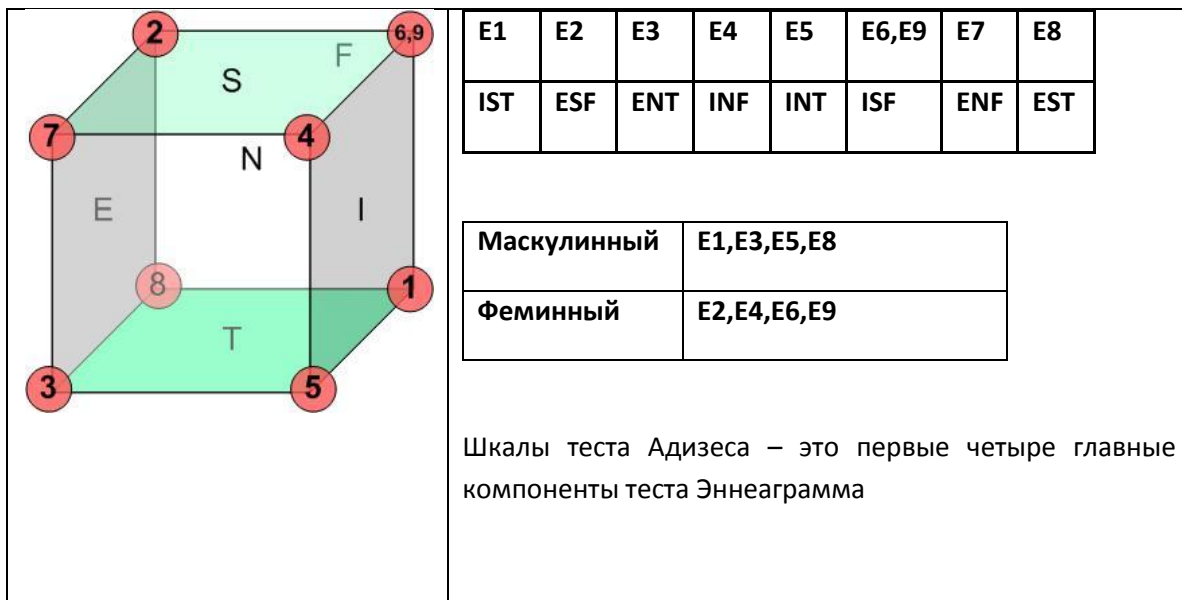 2
6,9
F
S
7
4
N
E
I
8
1
T
3
5
E1 E2 E3 E4 E5 E6,E9 E7 E8
IST ESF ENT INF INT ISF ENF EST
Маскулинный E1,E3,E5,E8
Феминный E2,E4,E6,E9
Шкалы теста Адизеса – это первые четыре главные
компоненты теста Эннеаграмма